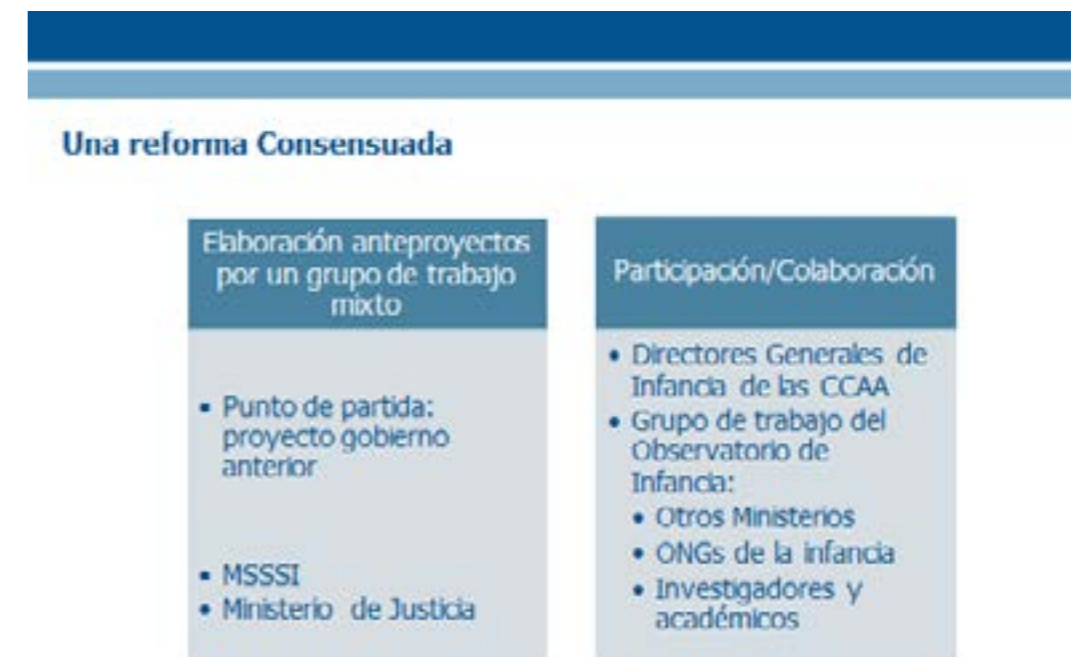 Una reforma Consensuada
Elaboración anteproyectos
por un grupo de trabajo
mixto
• Punto de partida:
proyecto gobierno
anterior
• MSSSI
• Ministerio de Justicia
Participación/Colaboración
• Directores Generales de
Infancia de las CCAA
• Grupo de trabajo del
Observatorio de
Infancia:
• Otros Ministerios
• ONGs de la infancia
• Investigadores y
académicos